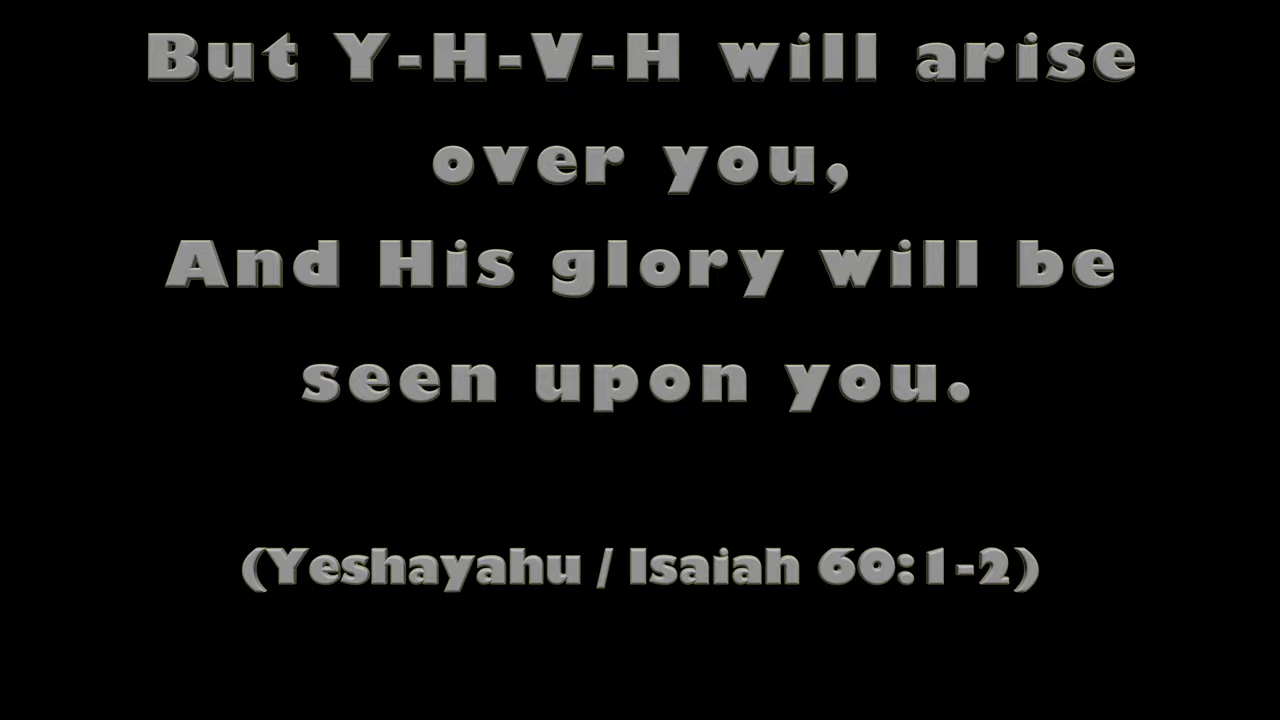 But Y-H-V-H will arise
over you,
And His glory will be
seen upon you.
(Yeshayahu / Isaiah 60:1-2)